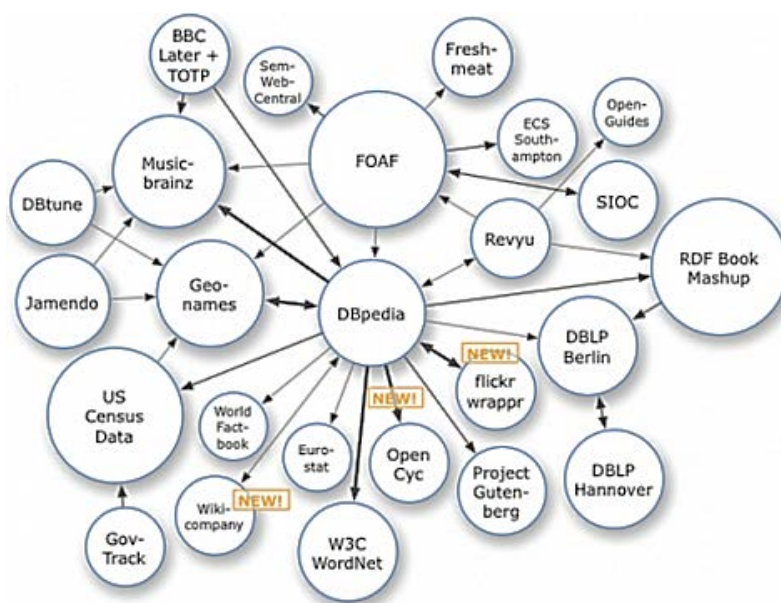 BBC
Later +
TOTP
Sem-
Web-
Central
Fresh-
meat
FOAF
ECS
South-
ampton
Open-
Guides
Music-
brainz
DBtune
SIOC
Revyu
RDF Book
Mashup
Jamendo
Geo-
names
DBpedia
DBLP
Berlin
NEW!
flickr
wrappr
US
Census
Data
World
Fact-
book
NEW!
Euro-
stat
Open
Cyc
Project
Guten-
berg
DBLP
Hannover
Wiki-
company
NEW!
Gov-
Track
W3C
WordNet